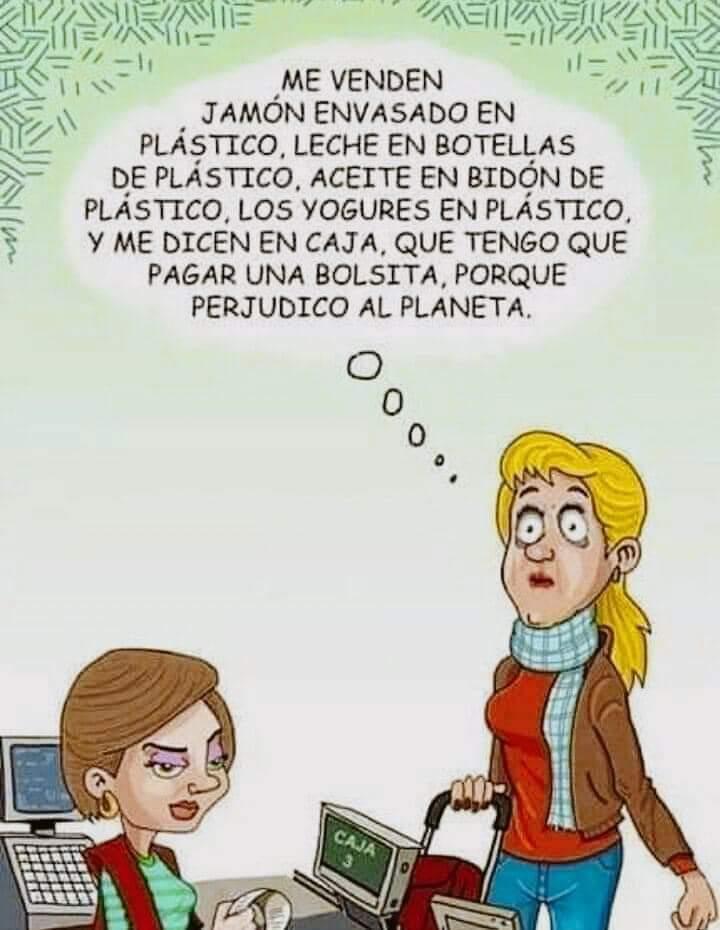 ME VENDEN
JAMÓN ENVASADO EN
PLÁSTICO, LECHE EN BOTELLAS
DE PLÁSTICO, ACEITE EN BIDÓN DE
PLÁSTICO, LOS YOGURES EN PLÁSTICO,
Y ME DICEN EN CAJA, QUE TENGO QUE
PAGAR UNA BOLSITA, PORQUE
PERJUDICO AL PLANETA.
CAJA
3